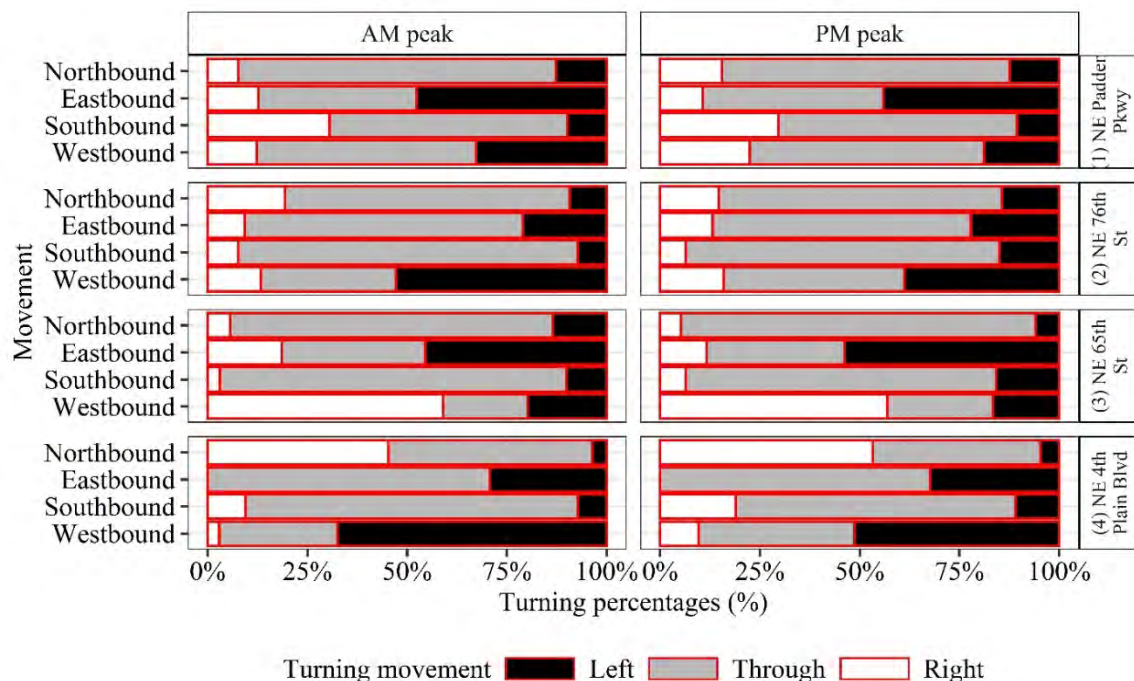 AM peak
PM peak
Movement
Northbound
Eastbound
Southbound
Westbound
(1) NE Padder
Pkwy
Northbound
Eastbound
Southbound
Westbound
(2) NE 76th
St
Northbound
Eastbound
Southbound
Westbound
(3) NE 65th
St
Northbound
Eastbound
Southbound
Westbound
(4) NE 4th
Plain Blvd
0% 25% 50% 75% 100% 0% 25% 50% 75% 100%
Turning percentages (%)
Turning movement Left Through Right